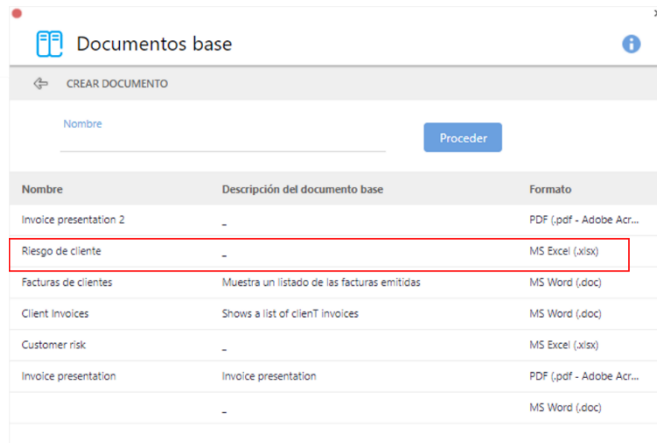 Documentos base
CREAR DOCUMENTO
Nombre
Proceder
Nombre Descripción del documento base Formato
Invoice presentation 2 _ PDF (.pdf - Adobe Acr...
Riesgo de cliente _ MS Excel (.xlsx)
Facturas de clientes Muestra un listado de las facturas emitidas MS Word (.doc)
Client Invoices Shows a list of clienT invoices MS Word (.doc)
Customer risk _ MS Excel (.xlsx)
Invoice presentation Invoice presentation PDF (.pdf - Adobe Acr...
_ MS Word (.doc)